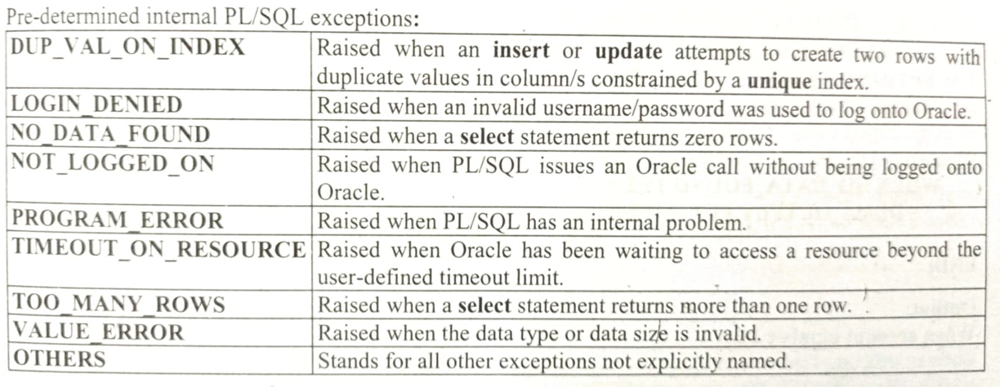 Pre-determined internal PL/SQL exceptions:
DUP_VAL_ON_INDEX Raised when an insert or update attempts to create two rows with
duplicate values in column/s constrained by a unique index.
LOGIN_DENIED Raised when an invalid username/password was used to log onto Oracle.
NO_DATA_FOUND Raised when a select statement returns zero rows.
NOT_LOGGED_ON Raised when PL/SQL issues an Oracle call without being logged onto
Oracle.
PROGRAM_ERROR Raised when PL/SQL has an internal problem.
TIMEOUT_ON_RESOURCE Raised when Oracle has been waiting to access a resource beyond the
user-defined timeout limit.
TOO_MANY_ROWS Raised when a select statement returns more than one row.
VALUE_ERROR Raised when the data type or data size is invalid.
OTHERS Stands for all other exceptions not explicitly named.